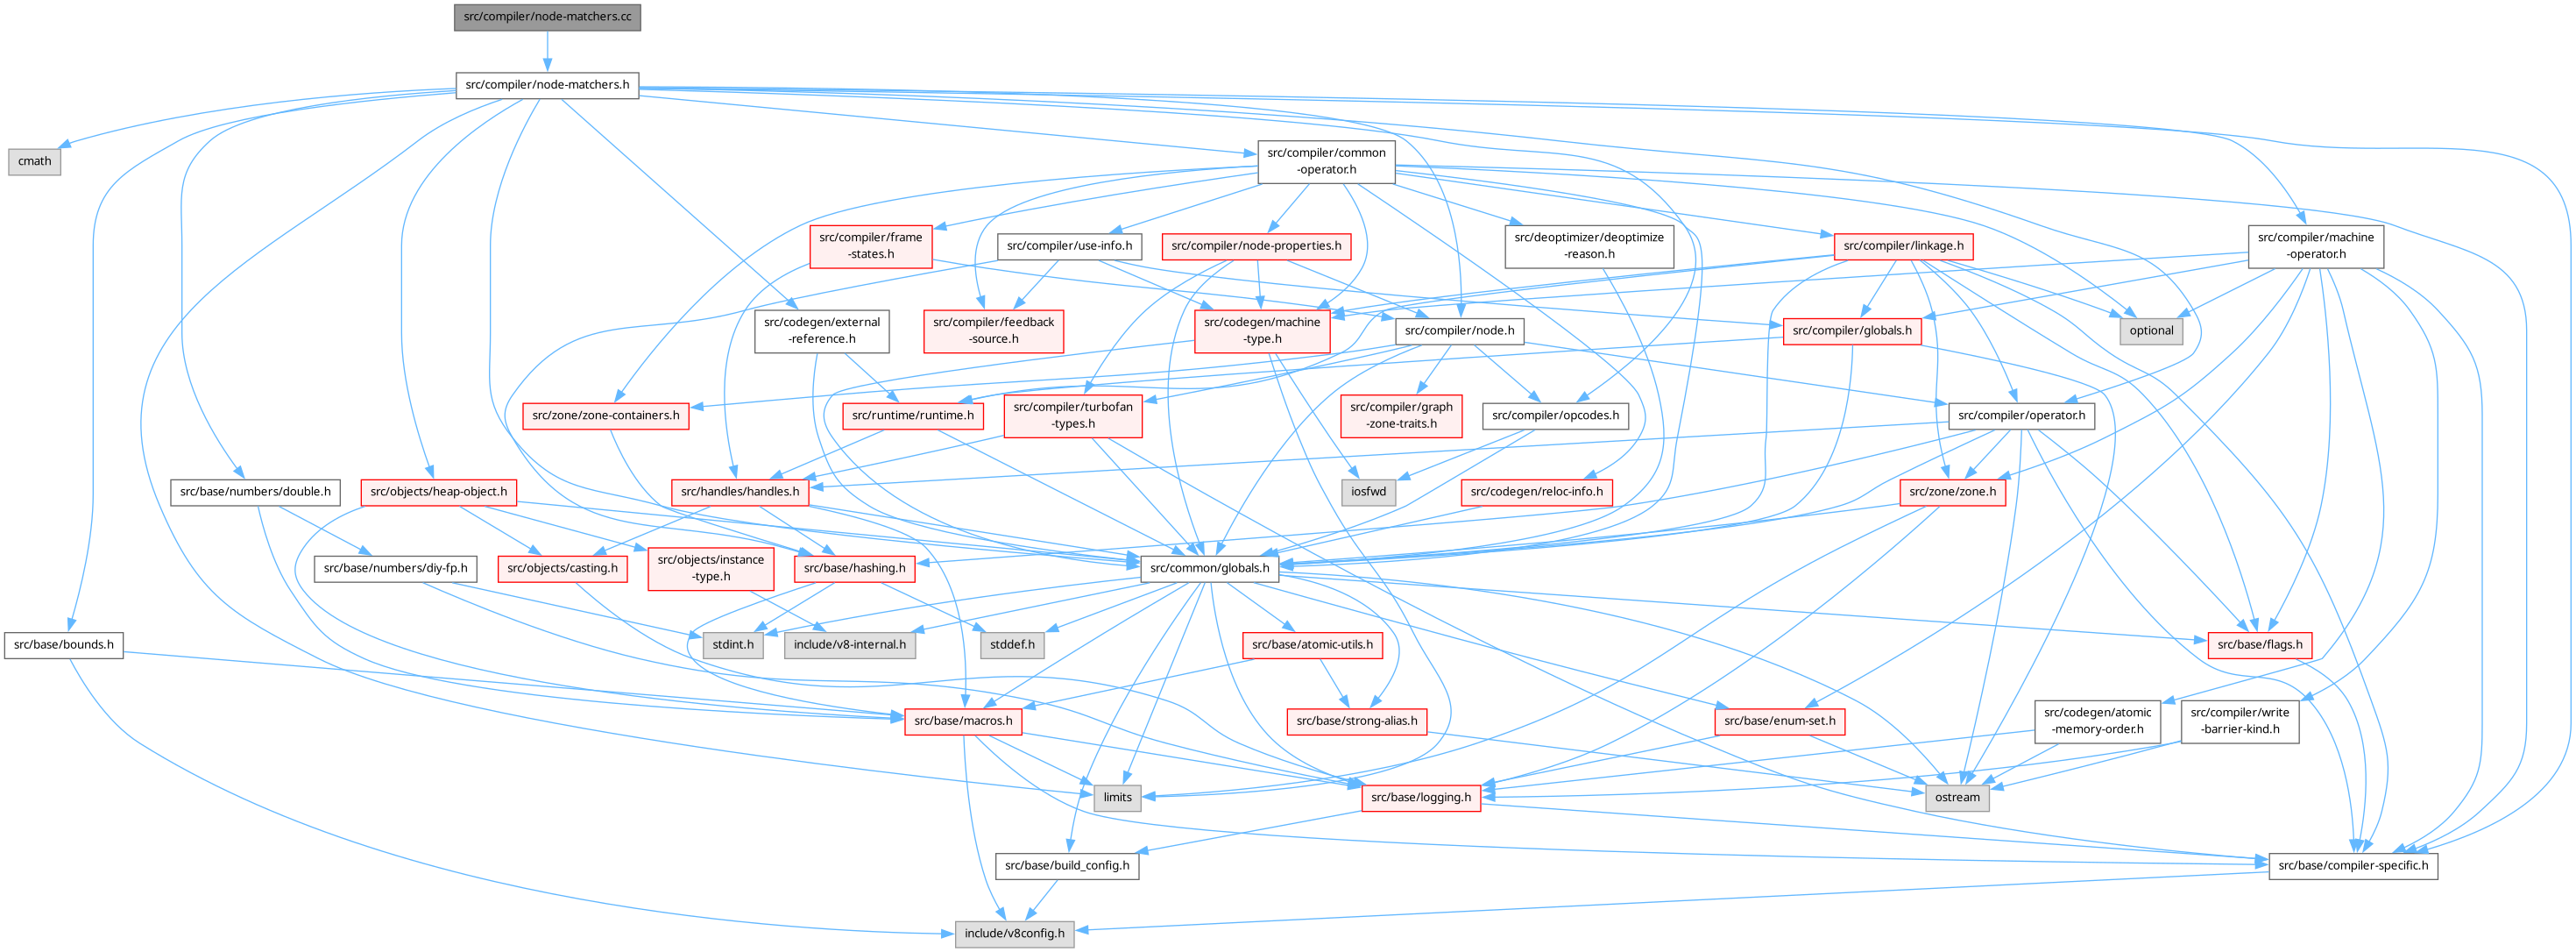 src/compiler/node-matchers.cc
src/compiler/node-matchers.h
cmath
src/compiler/common
-operator.h
src/compiler/frame
-states.h
src/compiler/use-info.h
src/compiler/node-properties.h
src/deoptimizer/deoptimize
-reason.h
src/compiler/linkage.h
src/compiler/machine
-operator.h
src/codegen/external
-reference.h
src/compiler/feedback
-source.h
src/codegen/machine
-type.h
src/compiler/node.h
src/compiler/globals.h
optional
src/zone/zone-containers.h
src/runtime/runtime.h
src/compiler/turbofan
-types.h
src/compiler/graph
-zone-traits.h
src/compiler/opcodes.h
src/compiler/operator.h
src/base/numbers/double.h
src/objects/heap-object.h
src/handles/handles.h
iosfwd
src/codegen/reloc-info.h
src/zone/zone.h
src/base/numbers/diy-fp.h
src/objects/casting.h
src/objects/instance
-type.h
src/base/hashing.h
src/common/globals.h
src/base/bounds.h
stdint.h
include/v8-internal.h
stddef.h
src/base/atomic-utils.h
src/base/flags.h
src/base/macros.h
src/base/strong-alias.h
src/base/enum-set.h
src/codegen/atomic
-memory-order.h
src/compiler/write
-barrier-kind.h
limits
src/base/logging.h
ostream
src/base/build_config.h
src/base/compiler-specific.h
include/v8config.h